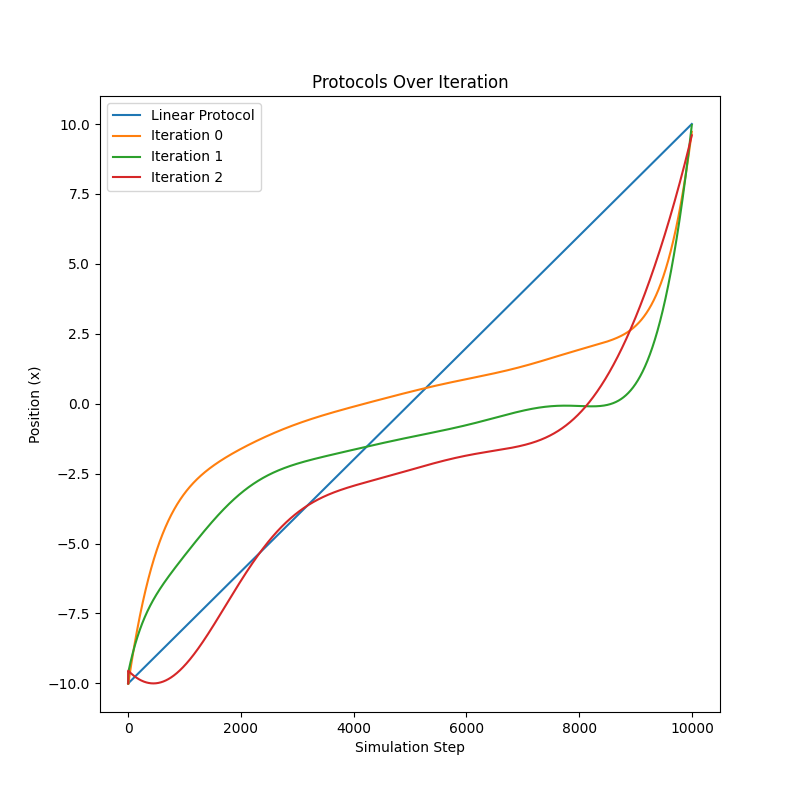 Protocols Over Iteration
Linear Protocol
Iteration 0
Iteration 1
Iteration 2
10.0
7.5
5.0
2.5
0.0
−2.5
−5.0
−7.5
−10.0
Position (x)
0 2000 4000 6000 8000 10000
Simulation Step